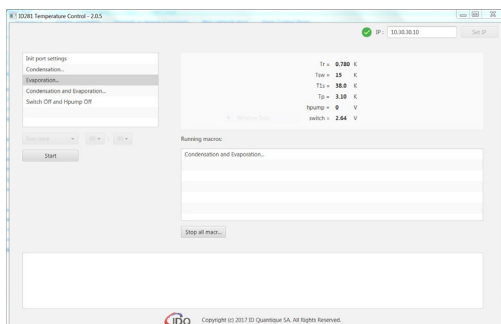 ID281 Temperature Control - 2.0.5
IP : 10.30.30.10 Set IP
Init port settings
Condensation...
Evaporation...
Condensation and Evaporation...
Switch Off and Hpump Off
Tr = 0.780 K
Tsw = 15 K
T1s = 38.0 K
Tp = 3.10 K
hpump = 0 V
switch = 2.64 V
Start
Running macros:
Condensation and Evaporation...
Stop all macr...
IDQ
Copyright (c) 2017 ID Quantique SA. All Rights Reserved.